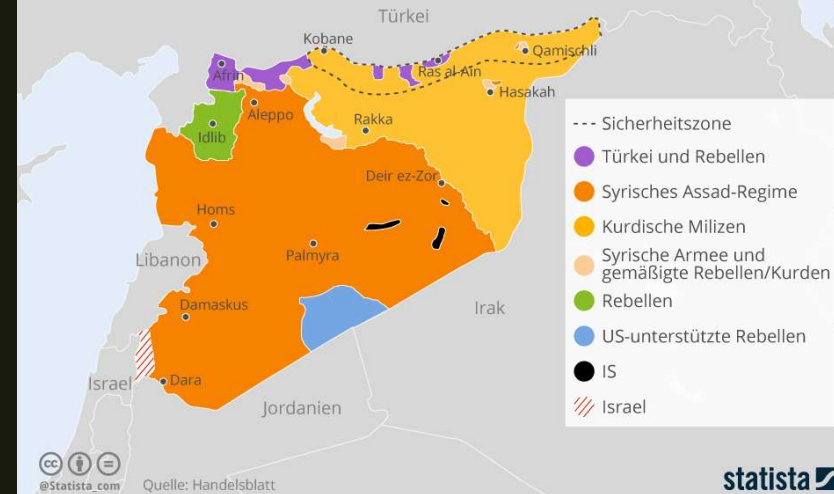 Türkei
Kobane
Qamischli
Afrin
Ras al-Ain
Hasakah
Aleppo
Rakka
Idlib
Deir ez-Zor
Homs
Palmyra
Libanon
Irak
Damaskus
Israel
Dara
Jordanien
Sicherheitszone
Türkei und Rebellen
Syrisches Assad-Regime
Kurdische Milizen
Syrische Armee und
gemäßigte Rebellen/Kurden
Rebellen
US-unterstützte Rebellen
IS
Israel
cc
@Statista_com
Quelle: Handelsblatt
statista